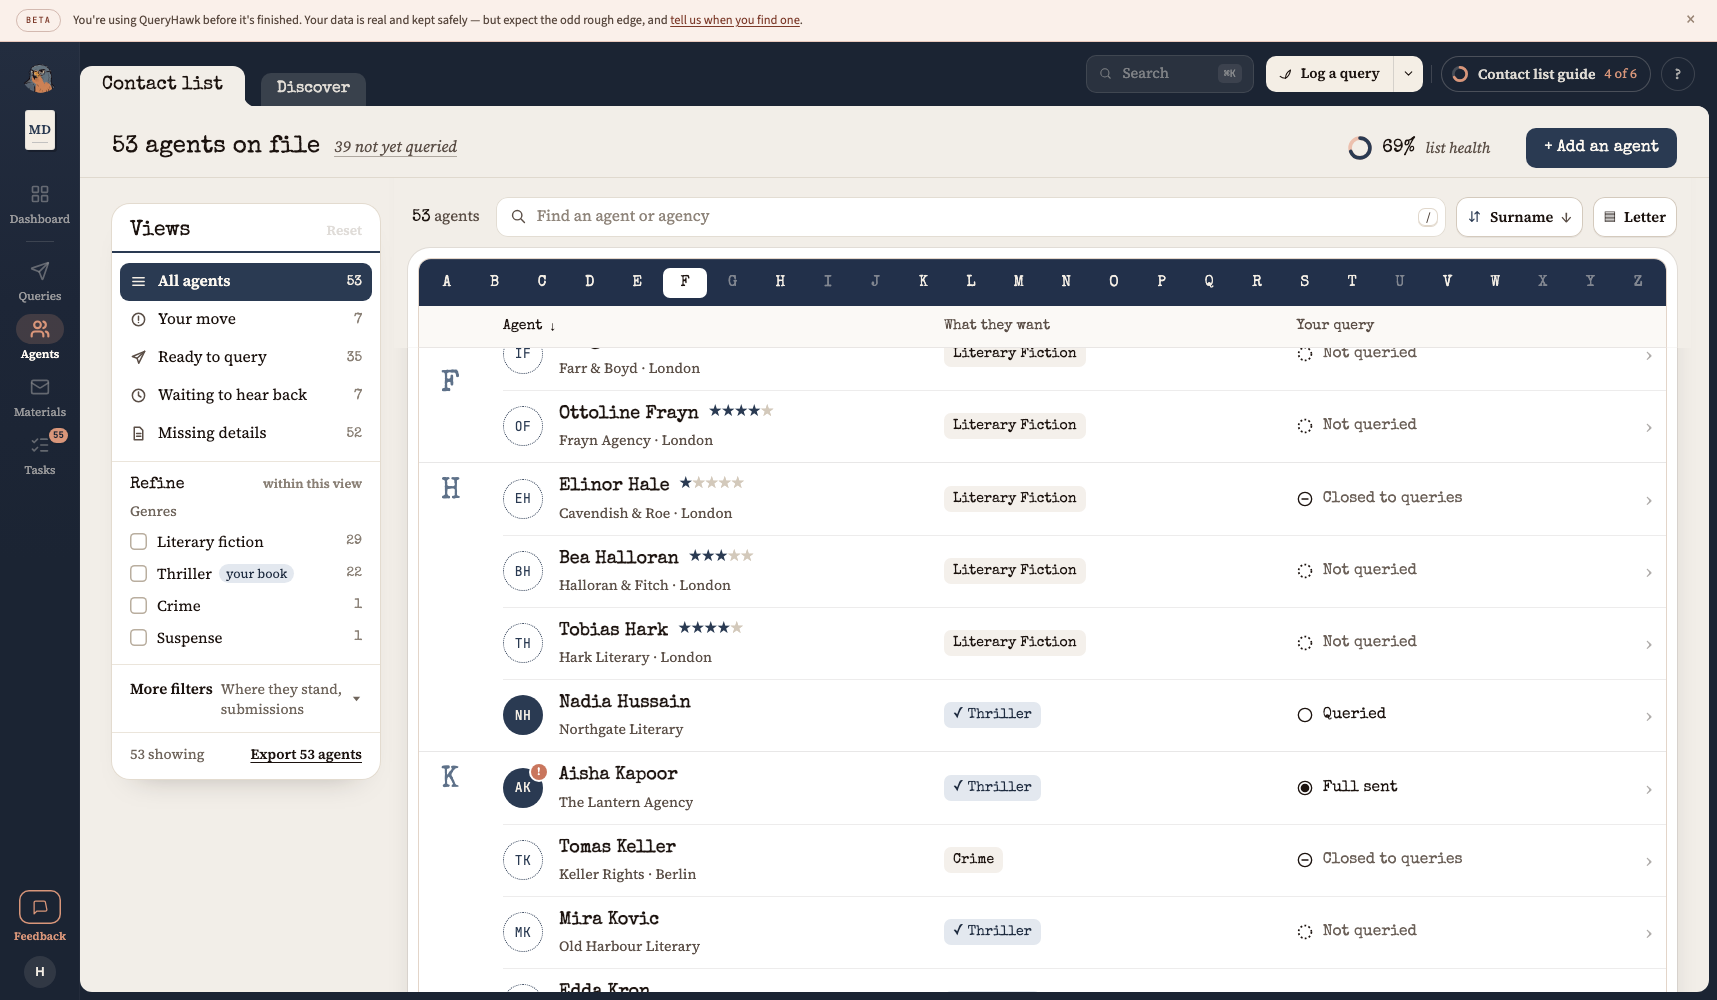 BETA You're using QueryHawk before it's finished. Your data is real and kept safely — but expect the odd rough edge, and tell us when you find one. ×
Contact list
Discover
Search ⌘K
Log a query
Contact list guide 4 of 6
?
MD
Dashboard
Queries
Agents
Materials
55
Tasks
Feedback
H
53 agents on file 39 not yet queried
69% list health
+ Add an agent
Views Reset
All agents 53
Your move 7
Ready to query 35
Waiting to hear back 7
Missing details 52
Refine within this view
Genres
Literary fiction 29
Thriller your book 22
Crime 1
Suspense 1
More filters Where they stand,
submissions
53 showing Export 53 agents
53 agents
Find an agent or agency /
Surname ↓
Letter
A B C D E F G H I J K L M N O P Q R S T U V W X Y Z
Agent ↓ What they want Your query
F
IF Literary Fiction Not queried
Farr & Boyd · London
OF Ottoline Frayn ★★★★★ Literary Fiction Not queried
Frayn Agency · London
H
EH Elinor Hale ★★★★★ Literary Fiction Closed to queries
Cavendish & Roe · London
BH Bea Halloran ★★★★★ Literary Fiction Not queried
Halloran & Fitch · London
TH Tobias Hark ★★★★★ Literary Fiction Not queried
Hark Literary · London
NH Nadia Hussain ✓ Thriller Queried
Northgate Literary
K
AK ! Aisha Kapoor ✓ Thriller Full sent
The Lantern Agency
TK Tomas Keller Crime Closed to queries
Keller Rights · Berlin
MK Mira Kovic ✓ Thriller Not queried
Old Harbour Literary
Edda Kron